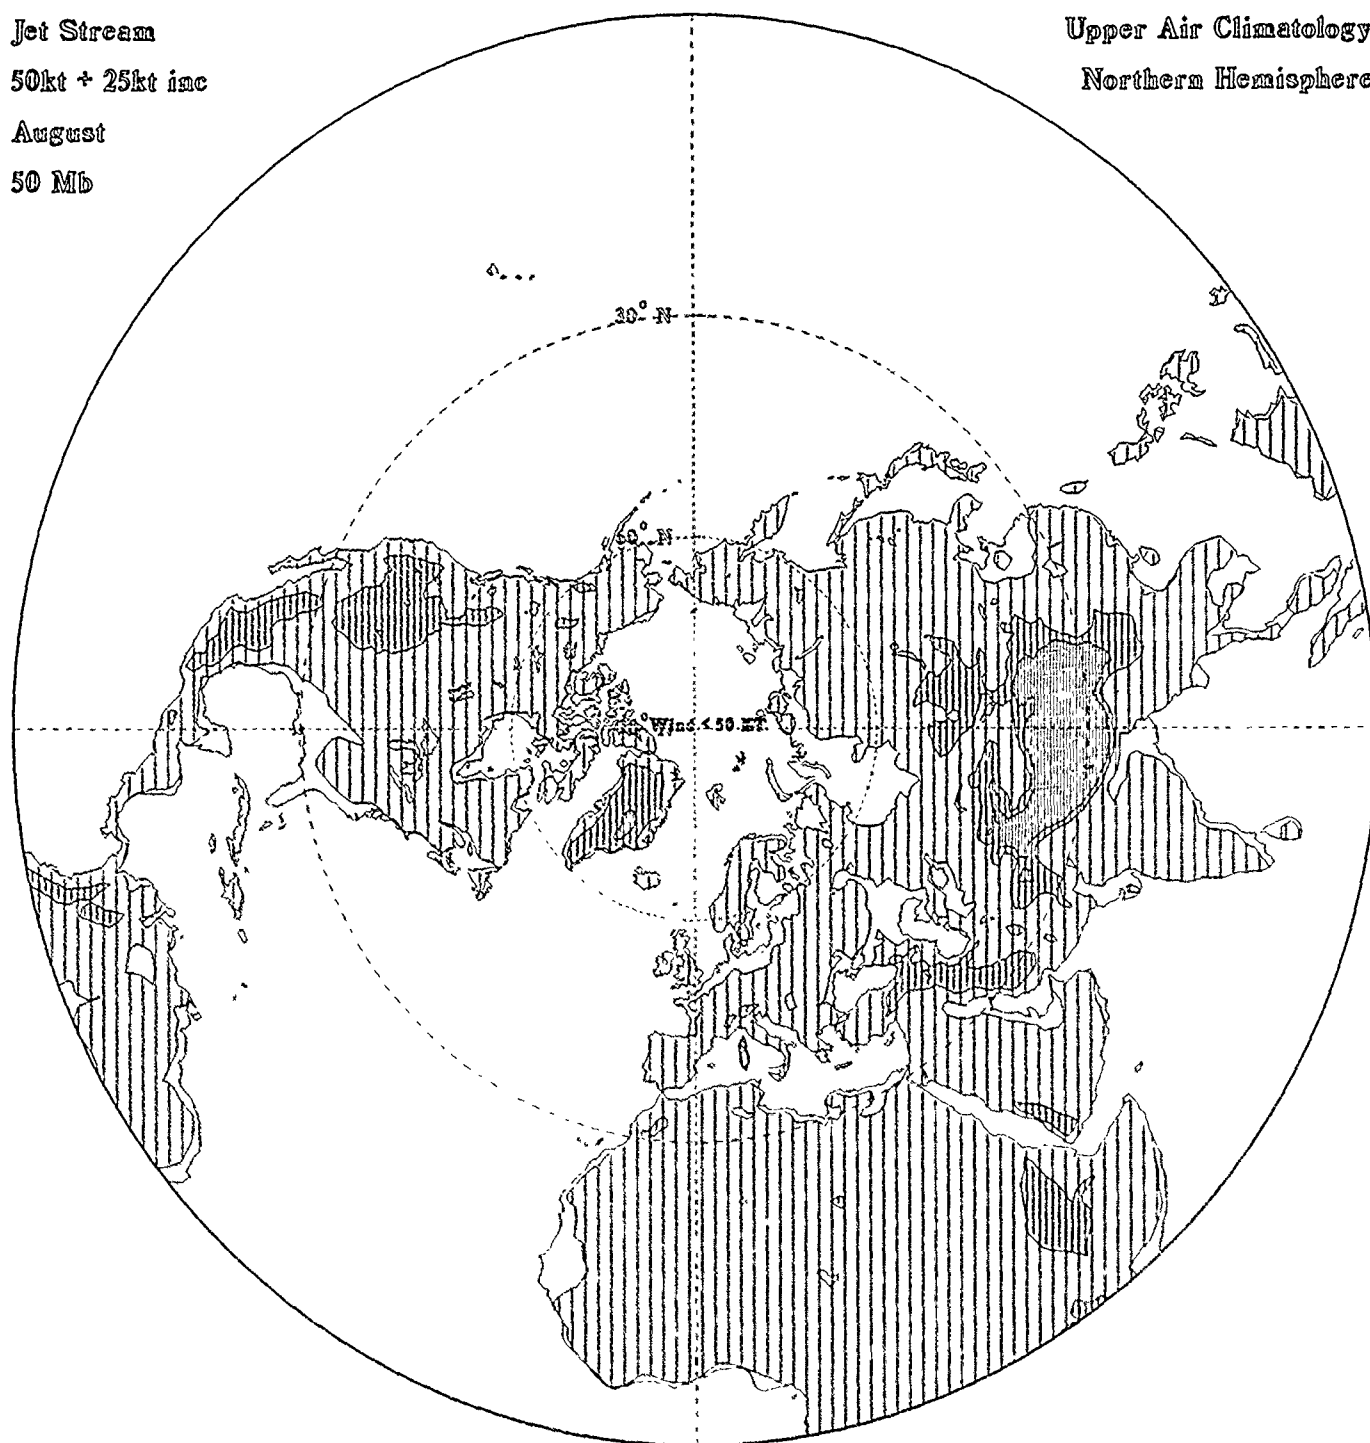 Jet Stream
50kt + 25kt inc
August
50 Mb
Upper Air Climatology
Northern Hemisphere
30° N
60° N
Wind < 50 KT.